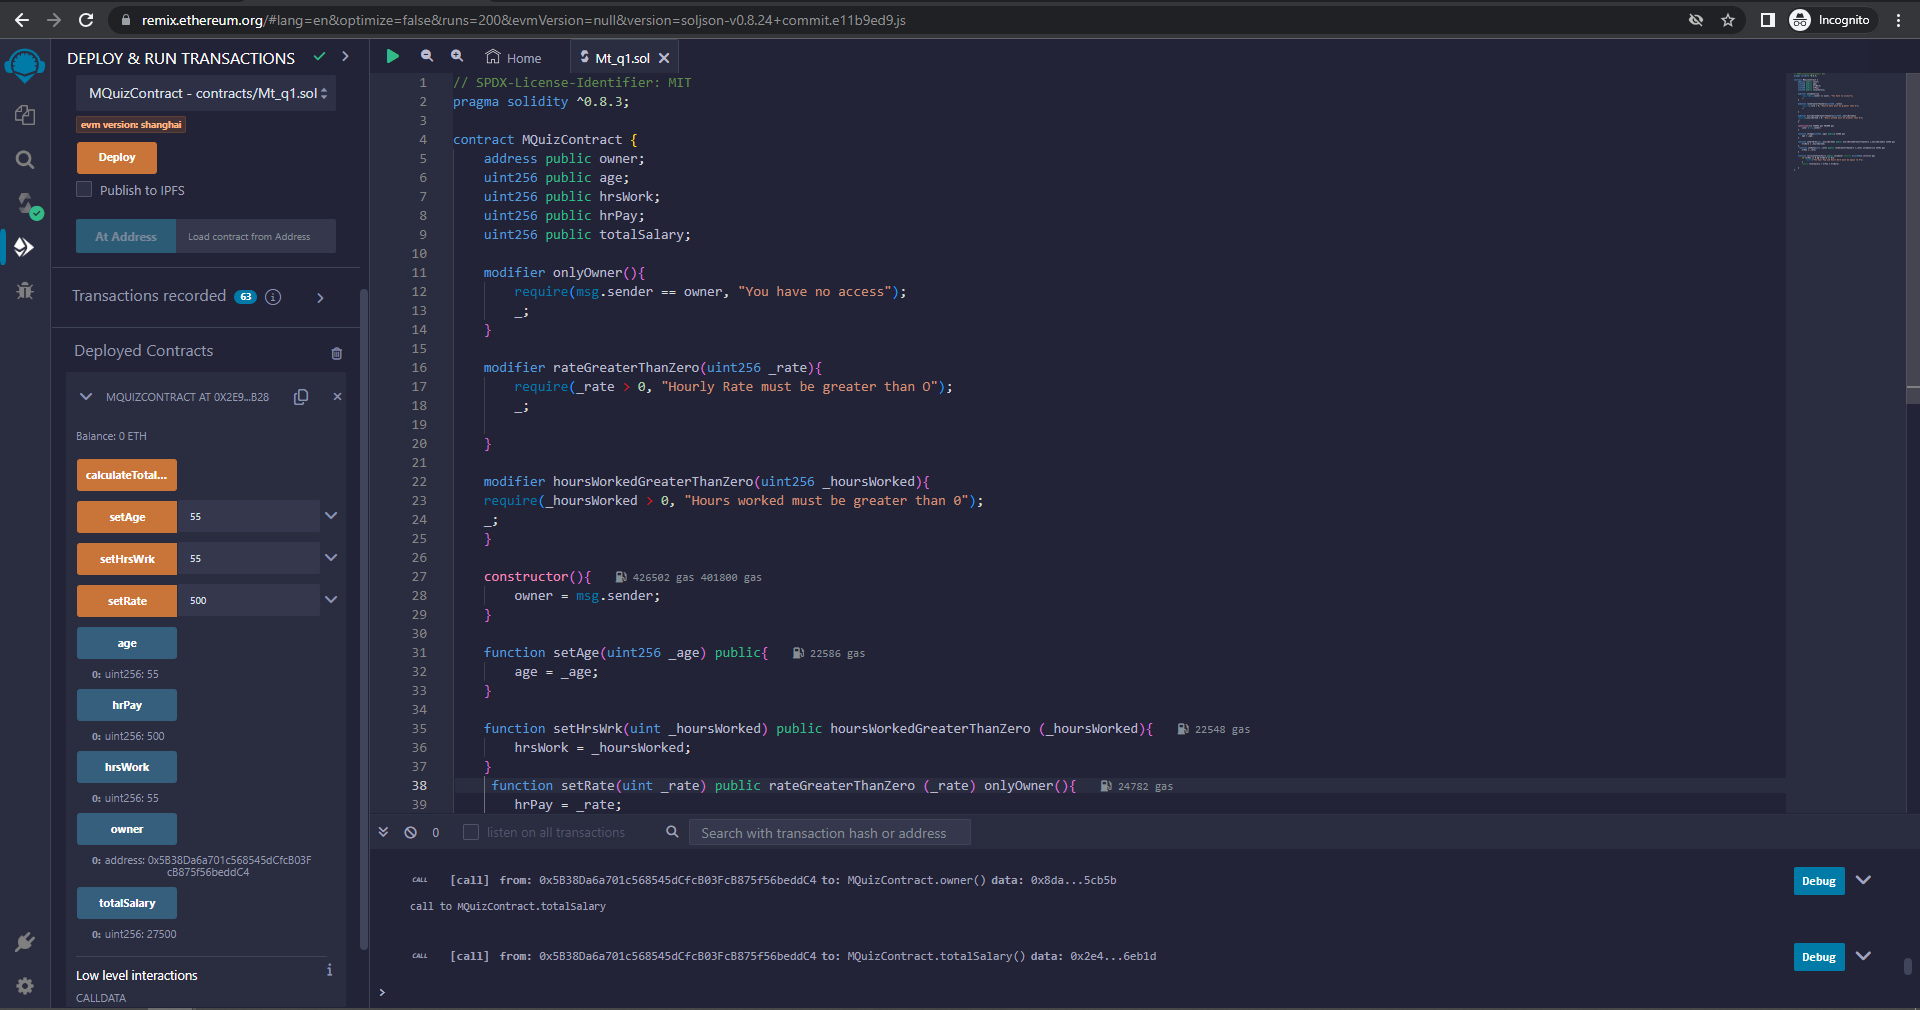 remix.ethereum.org/#lang=en&optimize=false&runs=200&evmVersion=null&version=soljson-v0.8.24+commit.e11b9ed9.js
Incognito
DEPLOY & RUN TRANSACTIONS
MQuizContract - contracts/Mt_q1.sol
evm version: shanghai
Deploy
Publish to IPFS
At Address
Load contract from Address
Transactions recorded 63 i
Deployed Contracts
MQUIZCONTRACT AT 0X2E9...B28
Balance: 0 ETH
calculateTotal...
setAge 55
setHrsWrk 55
setRate 500
age
0: uint256: 55
hrPay
0: uint256: 500
hrsWork
0: uint256: 55
owner
0: address: 0x5B38Da6a701c568545dCfcB03F
cB875f56beddC4
totalSalary
0: uint256: 27500
Low level interactions i
CALLDATA
Home
Mt_q1.sol
1 // SPDX-License-Identifier: MIT
2 pragma solidity ^0.8.3;
3
4 contract MQuizContract {
5 address public owner;
6 uint256 public age;
7 uint256 public hrsWork;
8 uint256 public hrPay;
9 uint256 public totalSalary;
10
11 modifier onlyOwner(){
12 require(msg.sender == owner, "You have no access");
13 _;
14 }
15
16 modifier rateGreaterThanZero(uint256 _rate){
17 require(_rate > 0, "Hourly Rate must be greater than O");
18 _;
19
20 }
21
22 modifier hoursWorkedGreaterThanZero(uint256 _hoursWorked){
23 require(_hoursWorked > 0, "Hours worked must be greater than 0");
24 _;
25 }
26
27 constructor(){ 426502 gas 401800 gas
28 owner = msg.sender;
29 }
30
31 function setAge(uint256 _age) public{ 22586 gas
32 age = _age;
33 }
34
35 function setHrsWrk(uint _hoursWorked) public hoursWorkedGreaterThanZero (_hoursWorked){ 22548 gas
36 hrsWork = _hoursWorked;
37 }
38 function setRate(uint _rate) public rateGreaterThanZero (_rate) onlyOwner(){ 24782 gas
39 hrPay = _rate;
0 listen on all transactions Search with transaction hash or address
CALL [call] from: 0x5B38Da6a701c568545dCfcB03FcB875f56beddC4 to: MQuizContract.owner() data: 0x8da...5cb5b Debug
call to MQuizContract.totalSalary
CALL [call] from: 0x5B38Da6a701c568545dCfcB03FcB875f56beddC4 to: MQuizContract.totalSalary() data: 0x2e4...6eb1d Debug
>